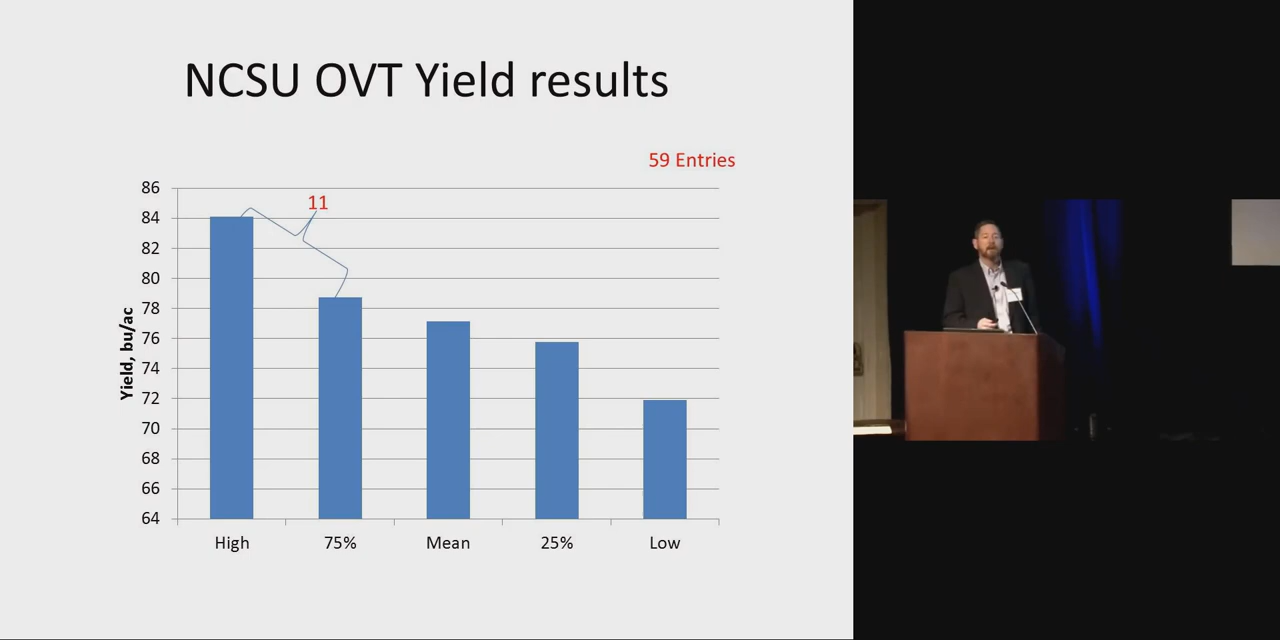 NCSU OVT Yield results
59 Entries
11
86
84
82
80
78
76
74
72
70
68
66
64
Yield, bu/ac
High
75%
Mean
25%
Low